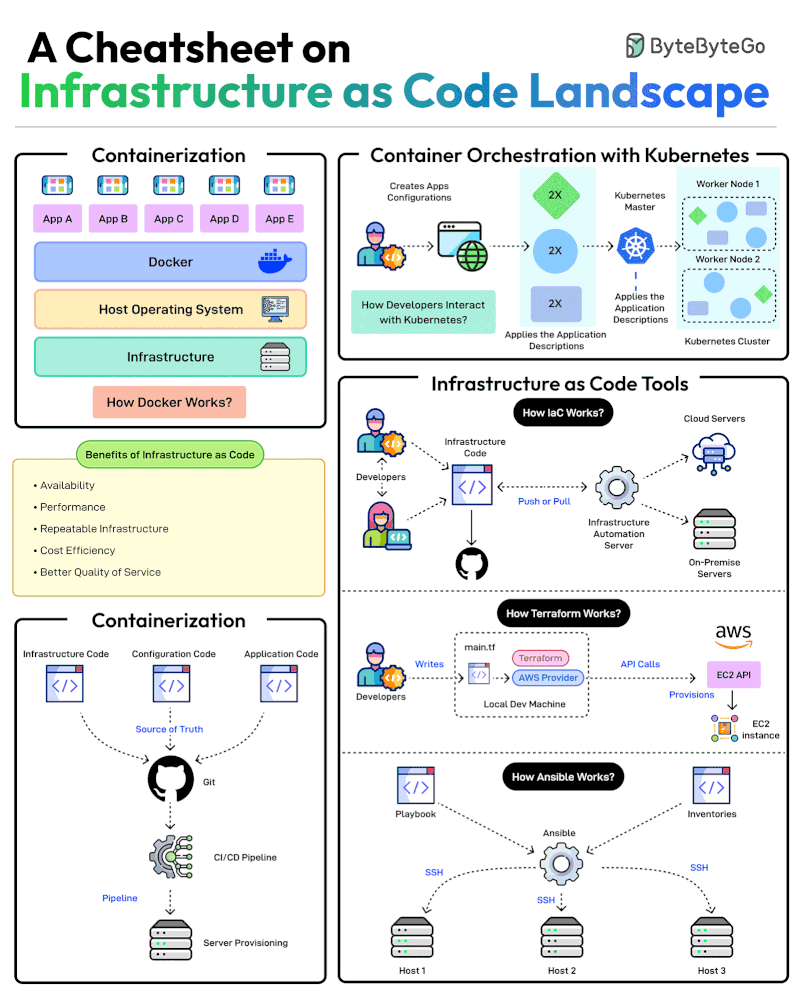 A Cheatsheet on
ByteByteGo
Infrastructure as Code Landscape
Containerization
App A
App B
App C
App D
App E
Docker
Host Operating System
Infrastructure
How Docker Works?
Container Orchestration with Kubernetes
Creates Apps
Configurations
How Developers Interact
with Kubernetes?
2X
2X
2X
Applies the Application
Descriptions
Kubernetes
Master
Applies the
Application
Descriptions
Worker Node 1
Worker Node 2
Kubernetes Cluster
Benefits of Infrastructure as Code
• Availability
• Performance
• Repeatable Infrastructure
• Cost Efficiency
• Better Quality of Service
Containerization
Infrastructure Code
Configuration Code
Application Code
Source of Truth
Git
CI/CD Pipeline
Pipeline
Server Provisioning
Infrastructure as Code Tools
How IaC Works?
Developers
Infrastructure
Code
Push or Pull
Infrastructure
Automation
Server
Cloud Servers
On-Premise
Servers
How Terraform Works?
Developers
Writes
main.tf
Terraform
AWS Provider
Local Dev Machine
API Calls
aws
EC2 API
Provisions
EC2
instance
How Ansible Works?
Playbook
Inventories
Ansible
SSH
SSH
SSH
Host 1
Host 2
Host 3